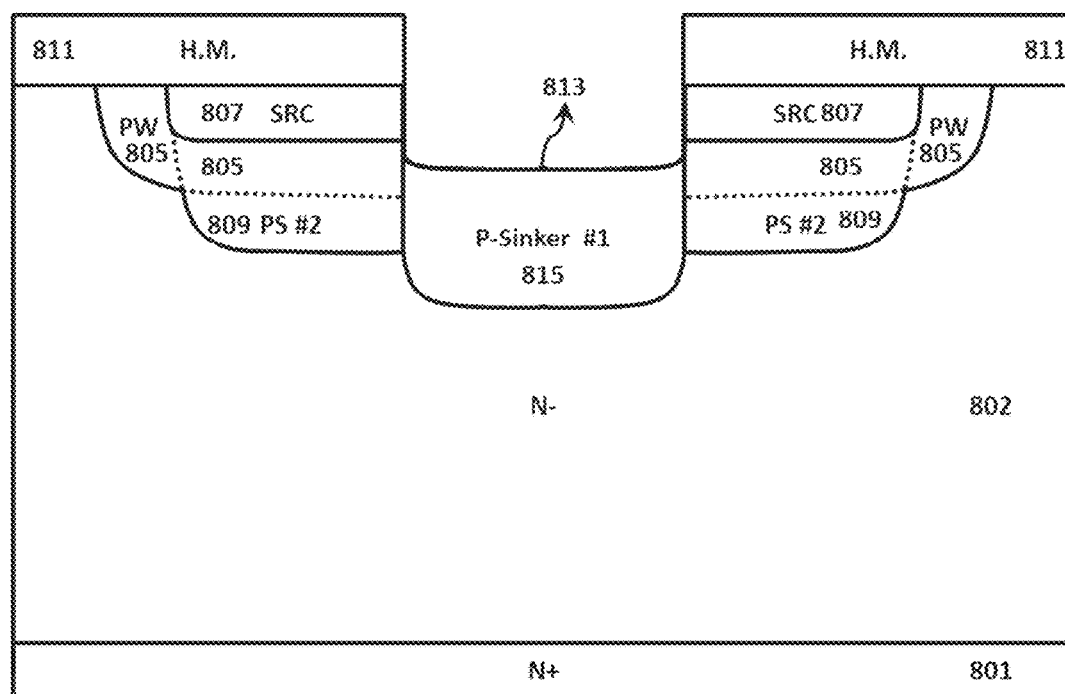 811 H.M. H.M. 811
813
807 SRC SRC 807
PW PW
805 805 805 805
809 PS #2 PS #2 809
P-Sinker #1
815
N- 802
N+ 801